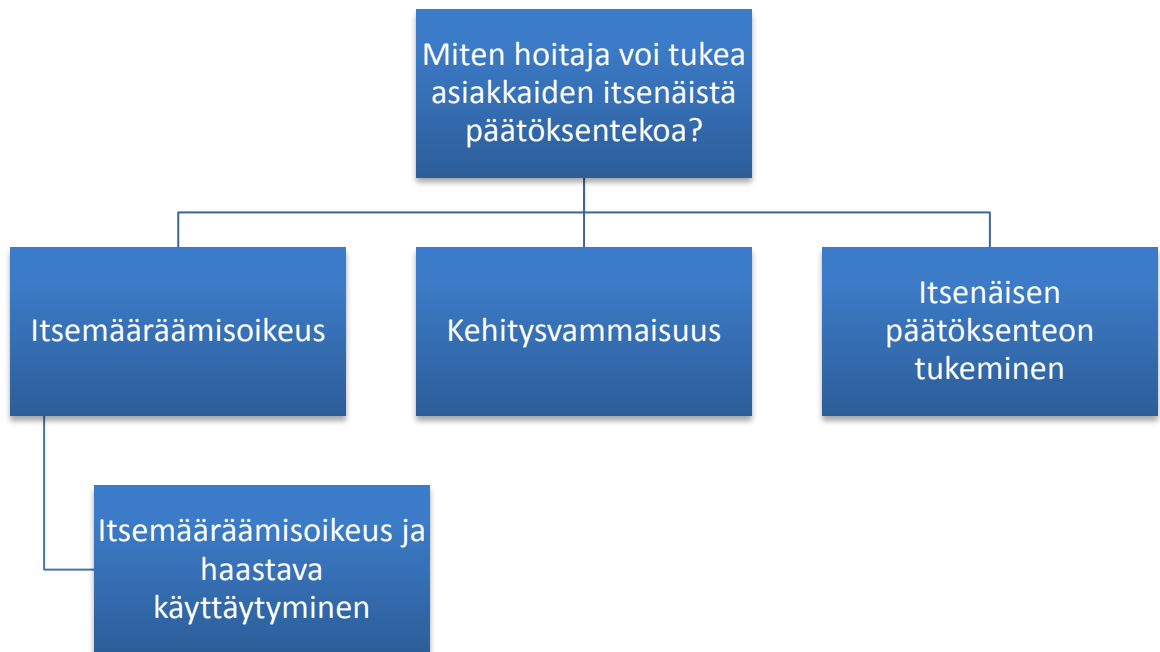 Miten hoitaja voi tukea
asiakkaiden itsenäistä
päätöksentekoa?
Itsemääräämisoikeus
Kehitysvammaisuus
Itsenäisen
päätöksenteon
tukeminen
Itsemääräämisoikeus ja
haastava
käyttäytyminen